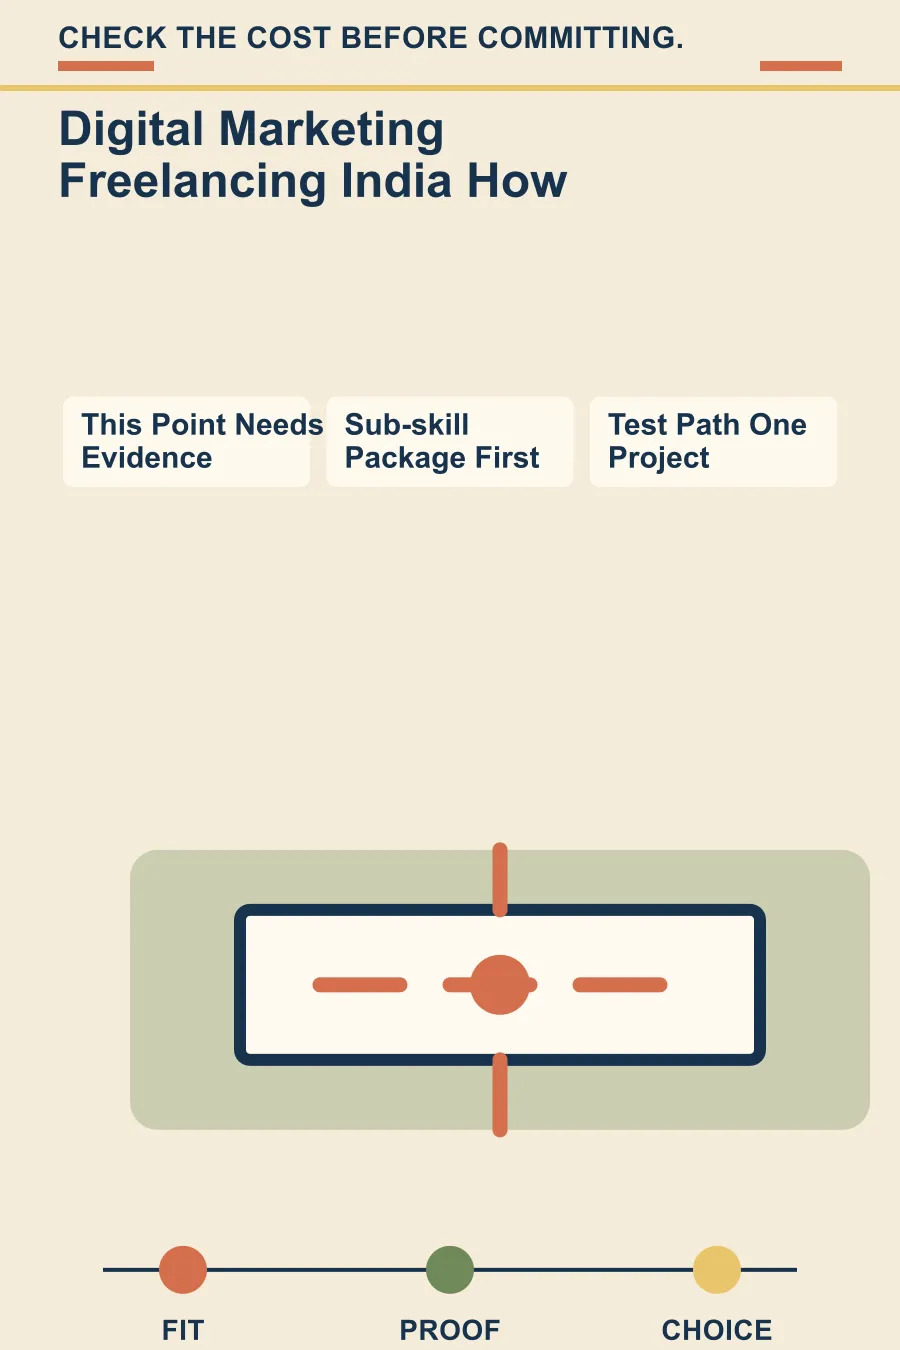 CHECK THE COST BEFORE COMMITTING.
Digital Marketing
Freelancing India How
This Point Needs
Evidence
Sub-skill
Package First
Test Path One
Project
FIT
PROOF
CHOICE